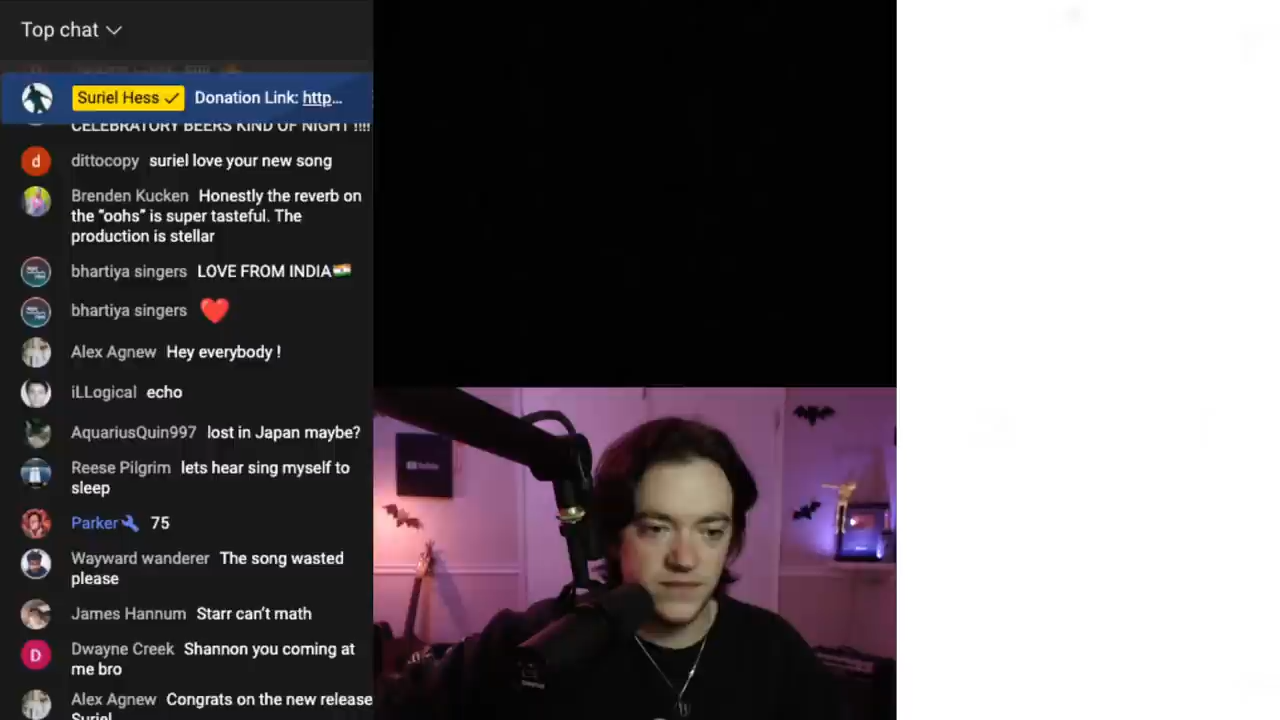 Top chat
Suriel Hess Donation Link: http...
CELEBRATORY BEERS KIND OF NIGHT !!!!
dittocopy suriel love your new song
Brenden Kucken Honestly the reverb on
the “oohs” is super tasteful. The
production is stellar
bhartiya singers LOVE FROM INDIA🇮🇳
bhartiya singers ❤️
Alex Agnew Hey everybody !
iLLogical echo
AquariusQuin997 lost in Japan maybe?
Reese Pilgrim lets hear sing myself to
sleep
Parker 75
Wayward wanderer The song wasted
please
James Hannum Starr can’t math
D Dwayne Creek Shannon you coming at
me bro
Alex Agnew Congrats on the new release
Suriel